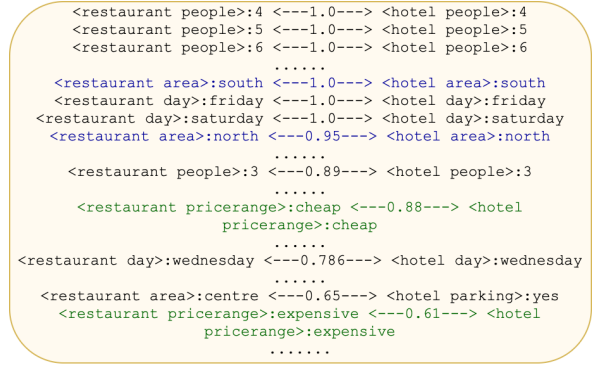 <restaurant people>:4 <---1.0---> <hotel people>:4
<restaurant people>:5 <---1.0---> <hotel people>:5
<restaurant people>:6 <---1.0---> <hotel people>:6
......
<restaurant area>:south <---1.0---> <hotel area>:south
<restaurant day>:friday <---1.0---> <hotel day>:friday
<restaurant day>:saturday <---1.0---> <hotel day>:saturday
<restaurant area>:north <---0.95---> <hotel area>:north
......
<restaurant people>:3 <---0.89---> <hotel people>:3
......
<restaurant pricerange>:cheap <---0.88---> <hotel
pricerange>:cheap
......
<restaurant day>:wednesday <---0.786---> <hotel day>:wednesday
......
<restaurant area>:centre <---0.65---> <hotel parking>:yes
<restaurant pricerange>:expensive <---0.61---> <hotel
pricerange>:expensive
.......